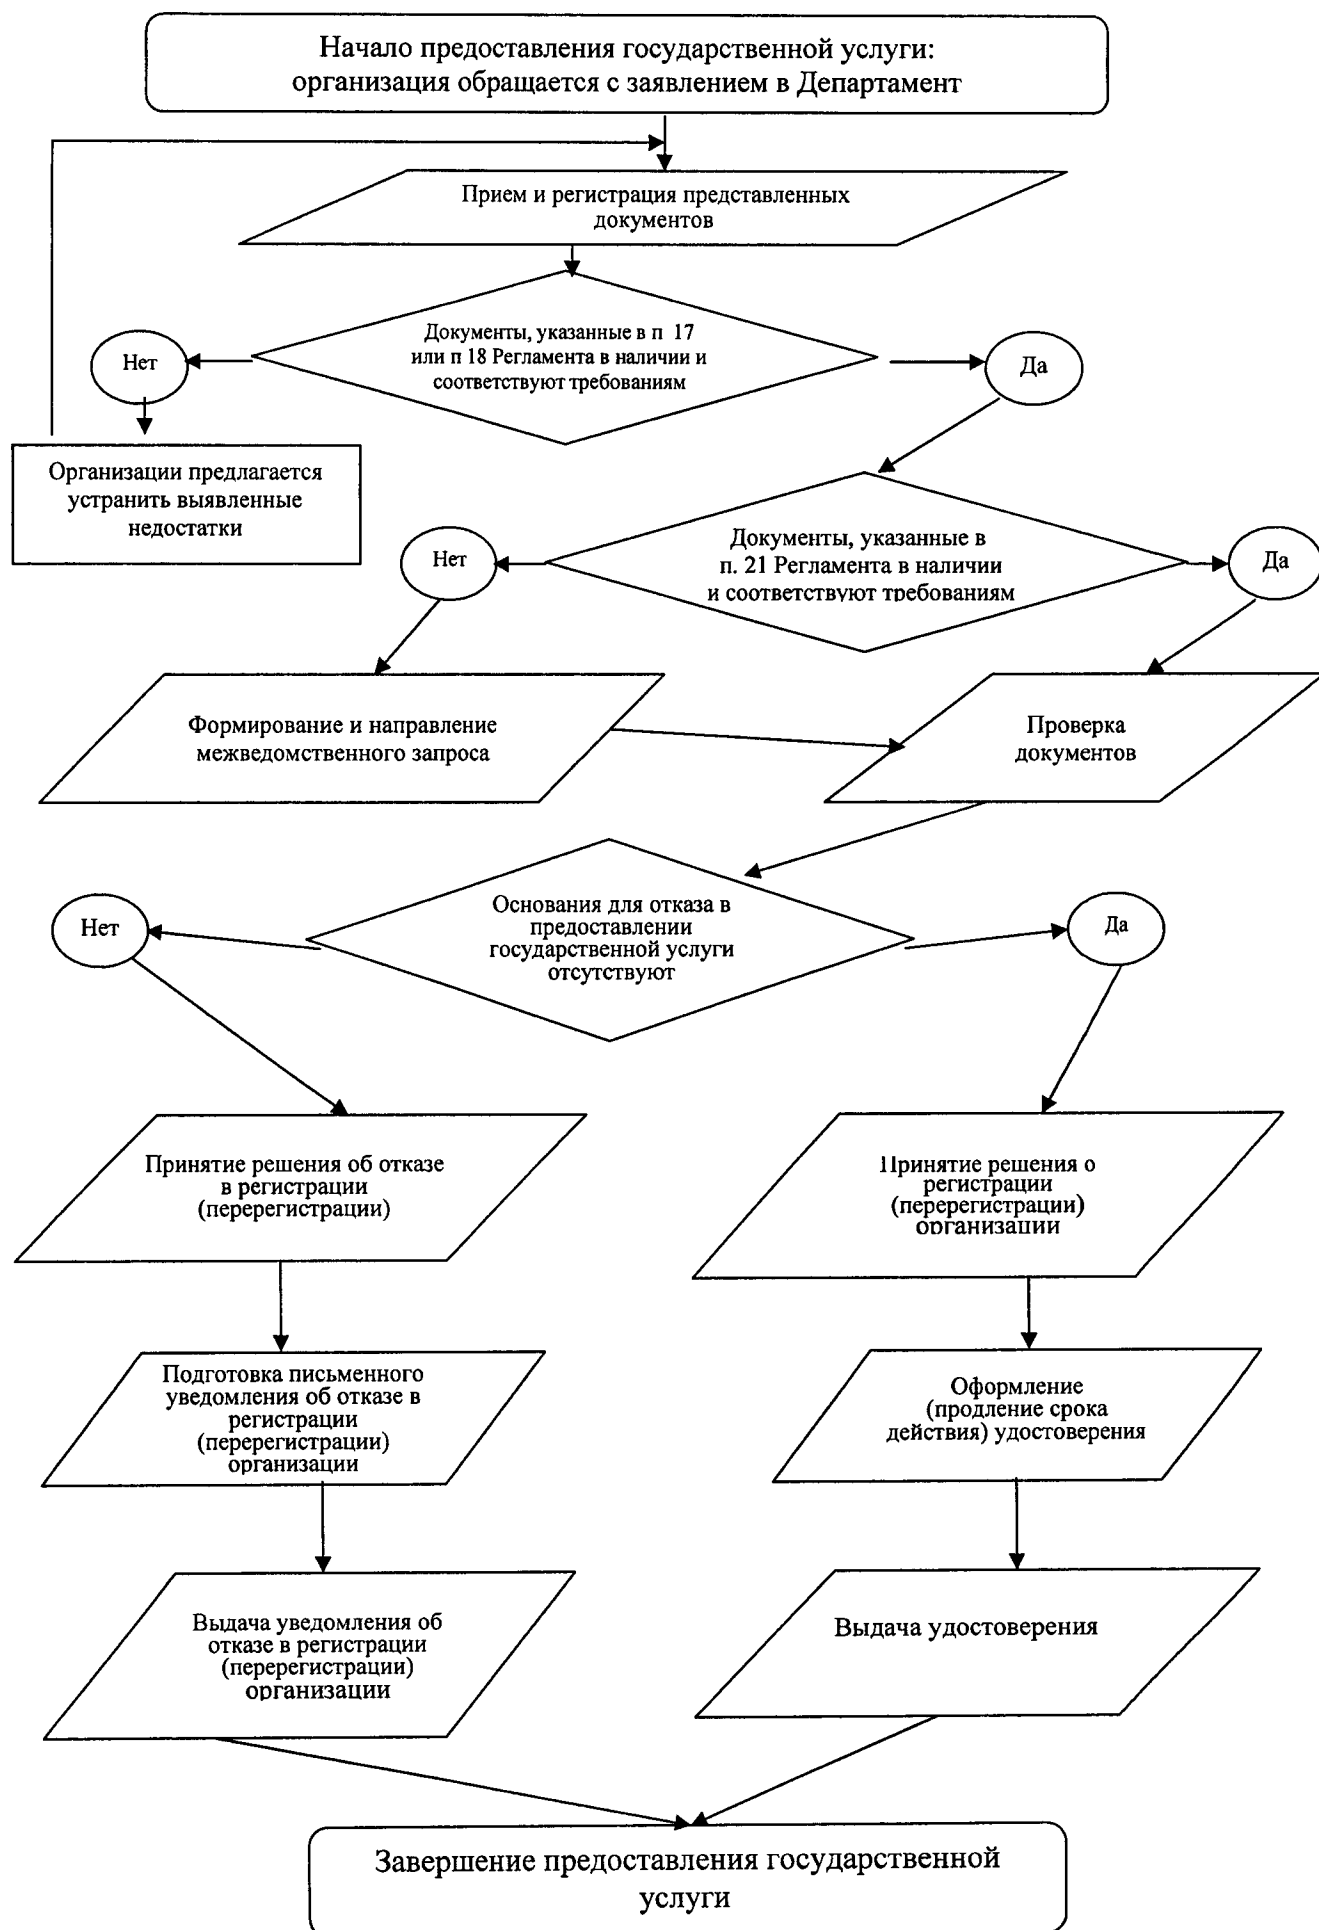 Начало предоставления государственной услуги:
организация обращается с заявлением в Департамент
Прием и регистрация представленных
документов
Документы, указанные в п 17
или п 18 Регламента в наличии и
соответствуют требованиям
Нет
Да
Организации предлагается
устранить выявленные
недостатки
Документы, указанные в
п. 21 Регламента в наличии
и соответствуют требованиям
Нет
Да
Формирование и направление
межведомственного запроса
Проверка
документов
Основания для отказа в
предоставлении
государственной услуги
отсутствуют
Нет
Да
Принятие решения об отказе
в регистрации
(перерегистрации)
Принятие решения о
регистрации
(перерегистрации)
организации
Подготовка письменного
уведомления об отказе в
регистрации
(перерегистрации)
организации
Оформление
(продление срока
действия) удостоверения
Выдача уведомления об
отказе в регистрации
(перерегистрации)
организации
Выдача удостоверения
Завершение предоставления государственной
услуги